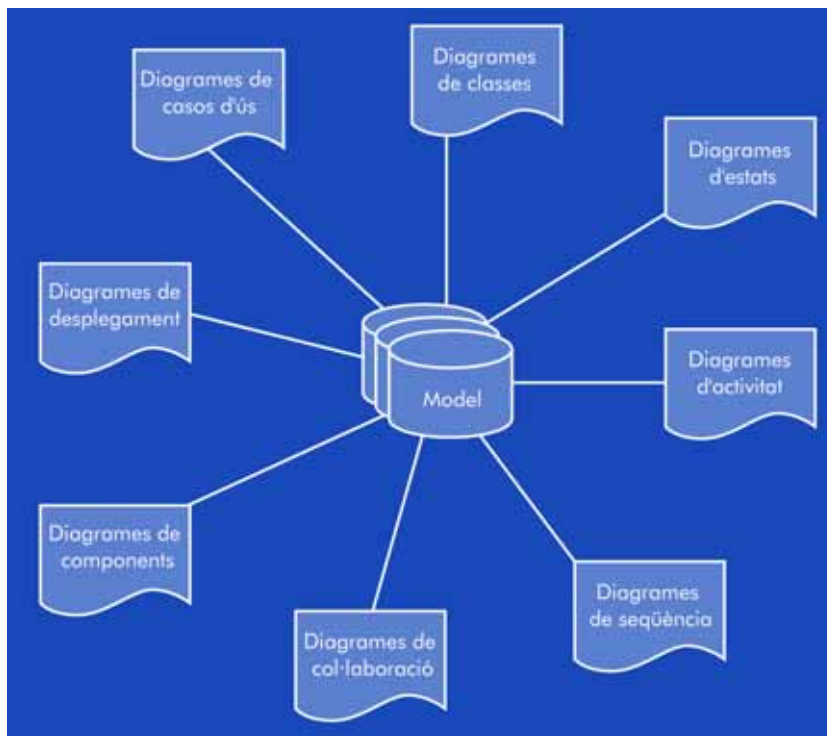 Diagrames de
casos d'ús
Diagrames
de classes
Diagrames
d'estats
Diagrames de
desplegament
Diagrames
d'activitat
Model
Diagrames de
components
Diagrames
de seqüència
Diagrames de
col·laboració